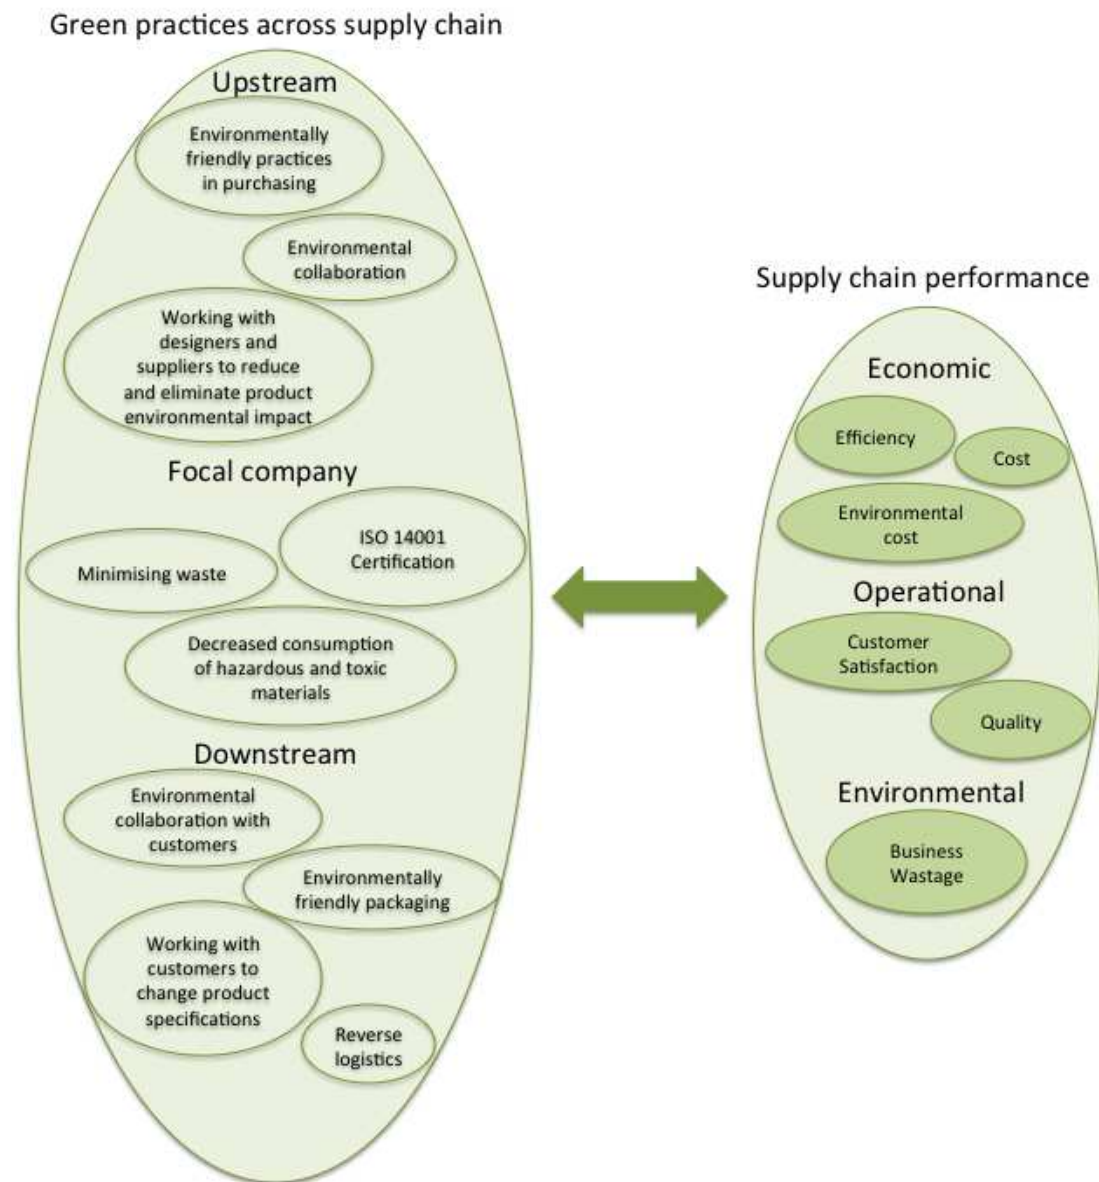 Green practices across supply chain
Upstream
Environmentally
friendly practices
in purchasing
Environmental
collaboration
Working with
designers and
suppliers to reduce
and eliminate product
environmental impact
Focal company
ISO 14001
Certification
Minimising waste
Decreased consumption
of hazardous and toxic
materials
Downstream
Environmental
collaboration with
customers
Environmentally
friendly packaging
Working with
customers to
change product
specifications
Reverse
logistics
Supply chain performance
Economic
Efficiency
Cost
Environmental
cost
Operational
Customer
Satisfaction
Quality
Environmental
Business
Wastage